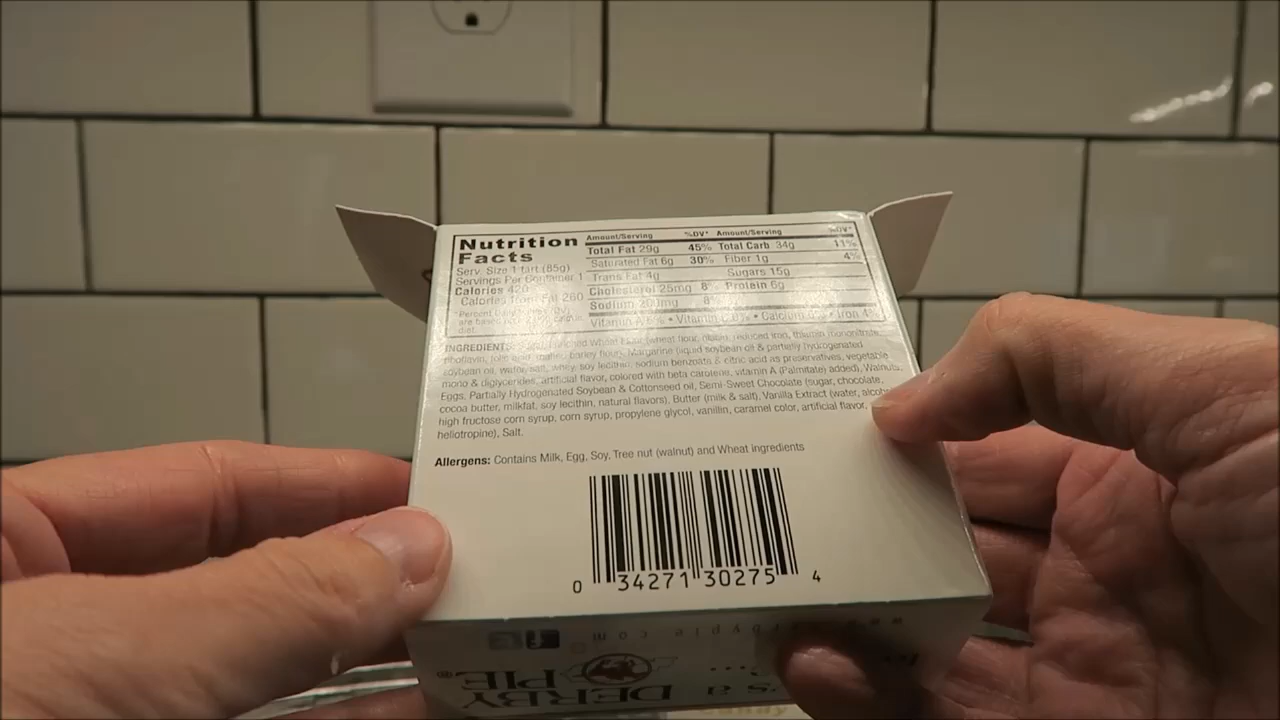 Nutrition
Facts
Serv. Size 1 tart (85g)
Servings Per Container 1
Calories 420
Calories from Fat 260
Amount/Serving %DV* Amount/Serving %DV*
Total Fat 29g 45% Total Carb 34g 11%
Saturated Fat 6g 30% Fiber 1g 4%
Trans Fat 4g Sugars 15g
Cholesterol 25mg 8% Protein 6g
Sodium 200mg 8%
Vitamin A 6% • Vitamin C 0% • Calcium • Iron 4%
INGREDIENTS: Wheat flour, reduced iron, thiamin mononitrate,
riboflavin, folic acid, malted barley flour), Margarine (liquid soybean oil & partially hydrogenated
soybean oil, water, salt, whey, soy lecithin, sodium benzoate & citric acid as preservatives, vegetable
mono & diglycerides, artificial flavor, colored with beta carotene, vitamin A (Palmitate) added), Walnuts,
Eggs, Partially Hydrogenated Soybean & Cottonseed oil, Semi-Sweet Chocolate (sugar, chocolate,
cocoa butter, milkfat, soy lecithin, natural flavors), Butter (milk & salt), Vanilla Extract (water,
high fructose corn syrup, corn syrup, propylene glycol, vanillin, caramel color, artificial flavor,
heliotropine), Salt.
Allergens: Contains Milk, Egg, Soy, Tree nut (walnut) and Wheat ingredients
0 34271 30275 4
DERBY
PIE®